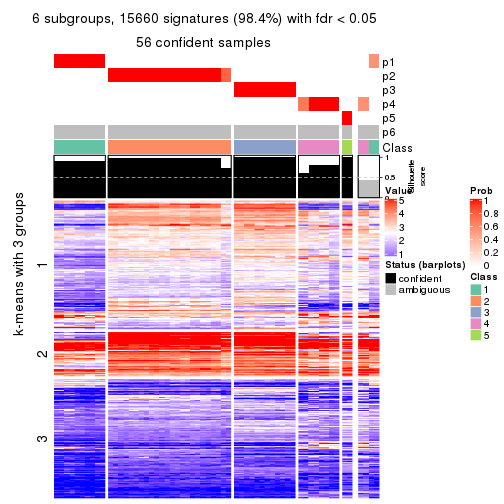 6 subgroups, 15660 signatures (98.4%) with fdr < 0.05
56 confident samples
p1
p2
p3
p4
p5
p6
Class
1
0.5
0
Silhouette
score
k-means with 3 groups
1
2
3
Value
5
4
3
2
1
Status (barplots)
confident
ambiguous
Prob
1
0.8
0.6
0.4
0.2
0
Class
1
2
3
4
5